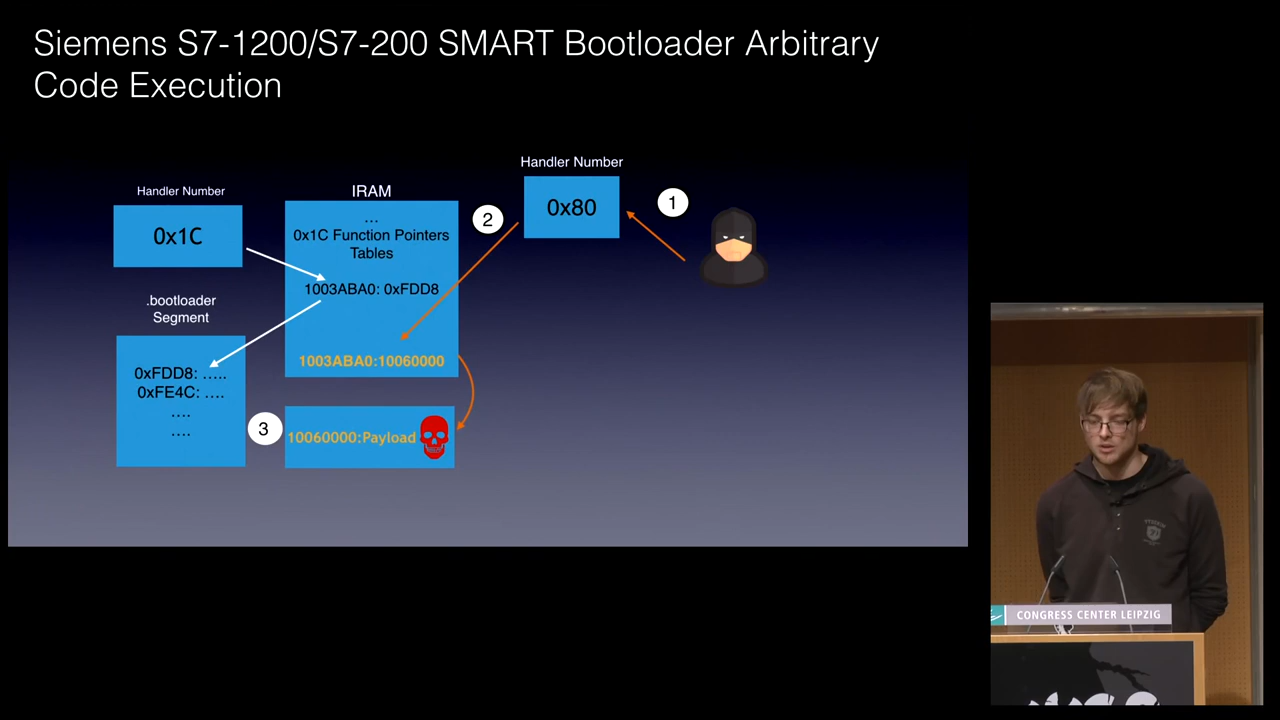 Siemens S7-1200/S7-200 SMART Bootloader Arbitrary
Code Execution
Handler Number
0x80
1
2
Handler Number
0x1C
IRAM
...
0x1C Function Pointers
Tables
1003ABA0: 0xFDD8
1003ABA0:10060000
.bootloader
Segment
0xFDD8: .....
0xFE4C: ....
....
....
3
10060000:Payload
CONGRESS CENTER LEIPZIG